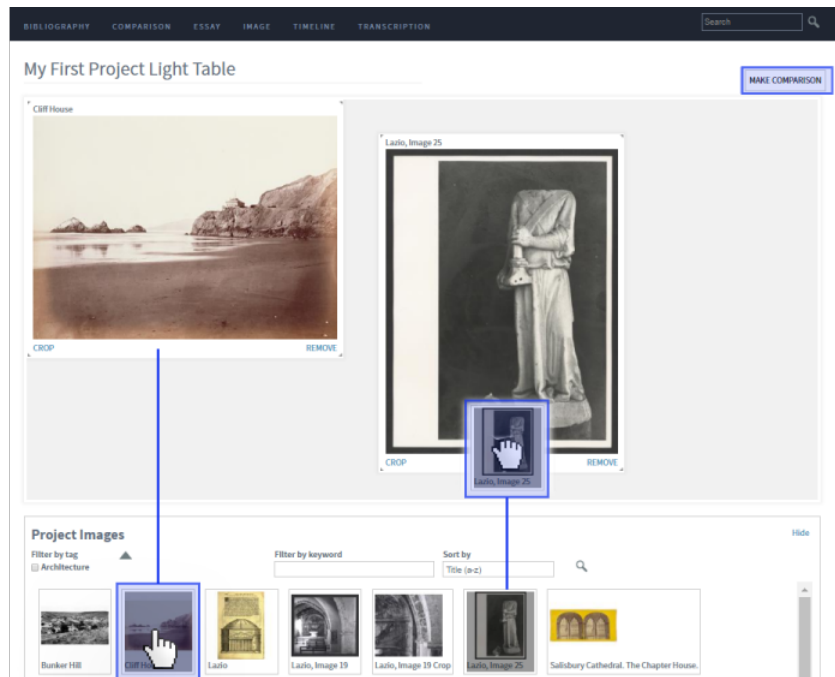 BIBLIOGRAPHY COMPARISON ESSAY IMAGE TIMELINE TRANSCRIPTION Search
My First Project Light Table
MAKE COMPARISON
Cliff House
CROP REMOVE
Lazio, Image 25
CROP REMOVE
Lazio, Image 25
Project Images Hide
Filter by tag Filter by keyword Sort by
Architecture Title (a-z)
Bunker Hill Cliff House Lazio Lazio, Image 19 Lazio, Image 19 Crop Lazio, Image 25 Salisbury Cathedral. The Chapter House.